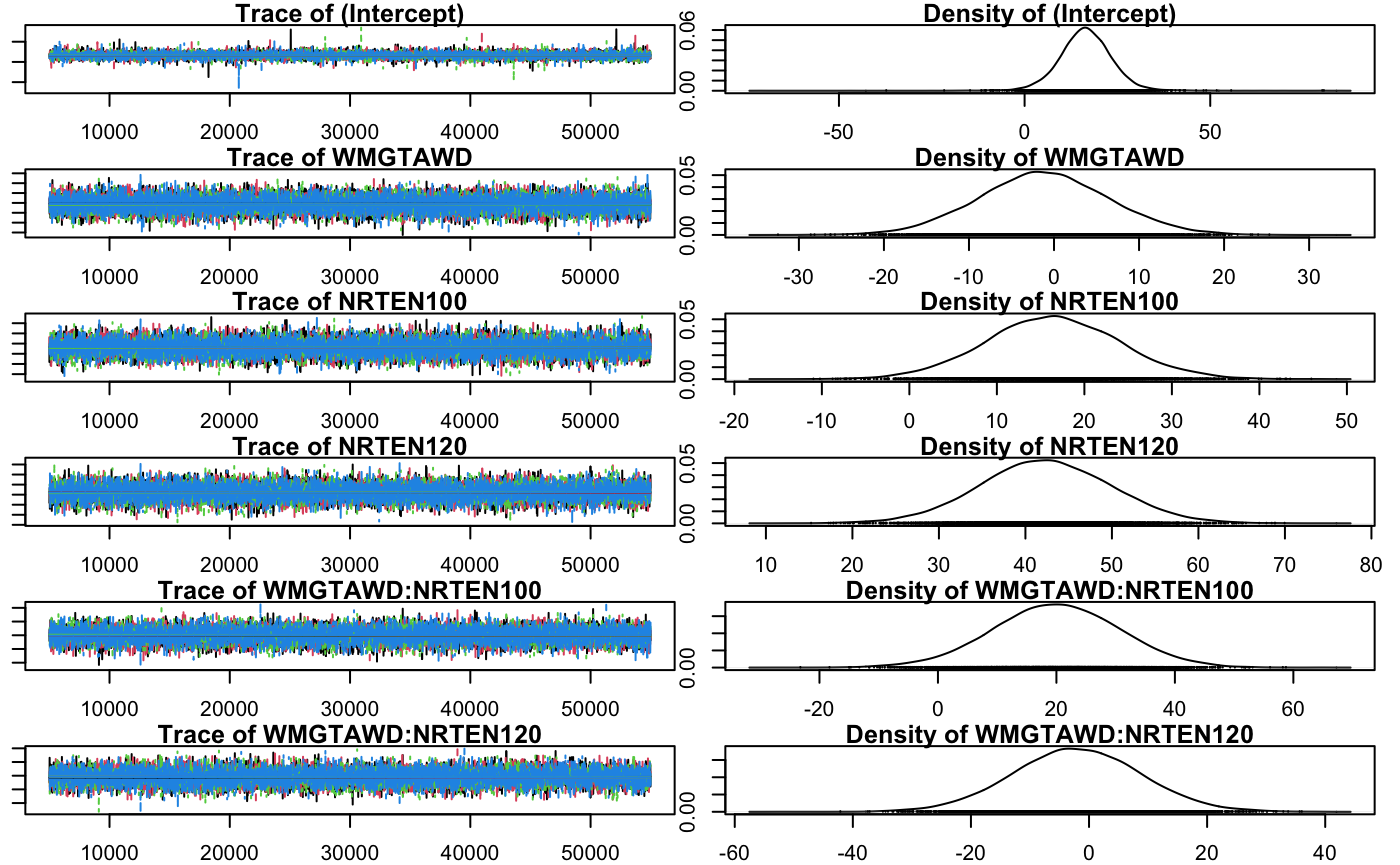 Trace of (Intercept)
Density of (Intercept)
0.00 0.06
10000 20000 30000 40000 50000
-50 0 50
Trace of WMGTAWD
Density of WMGTAWD
0.00 0.05
10000 20000 30000 40000 50000
-30 -20 -10 0 10 20 30
Trace of NRTEN100
Density of NRTEN100
0.00 0.05
10000 20000 30000 40000 50000
-20 -10 0 10 20 30 40 50
Trace of NRTEN120
Density of NRTEN120
0.00 0.05
10000 20000 30000 40000 50000
10 20 30 40 50 60 70 80
Trace of WMGTAWD:NRTEN100
Density of WMGTAWD:NRTEN100
0.00
10000 20000 30000 40000 50000
-20 0 20 40 60
Trace of WMGTAWD:NRTEN120
Density of WMGTAWD:NRTEN120
0.00
10000 20000 30000 40000 50000
-60 -40 -20 0 20 40